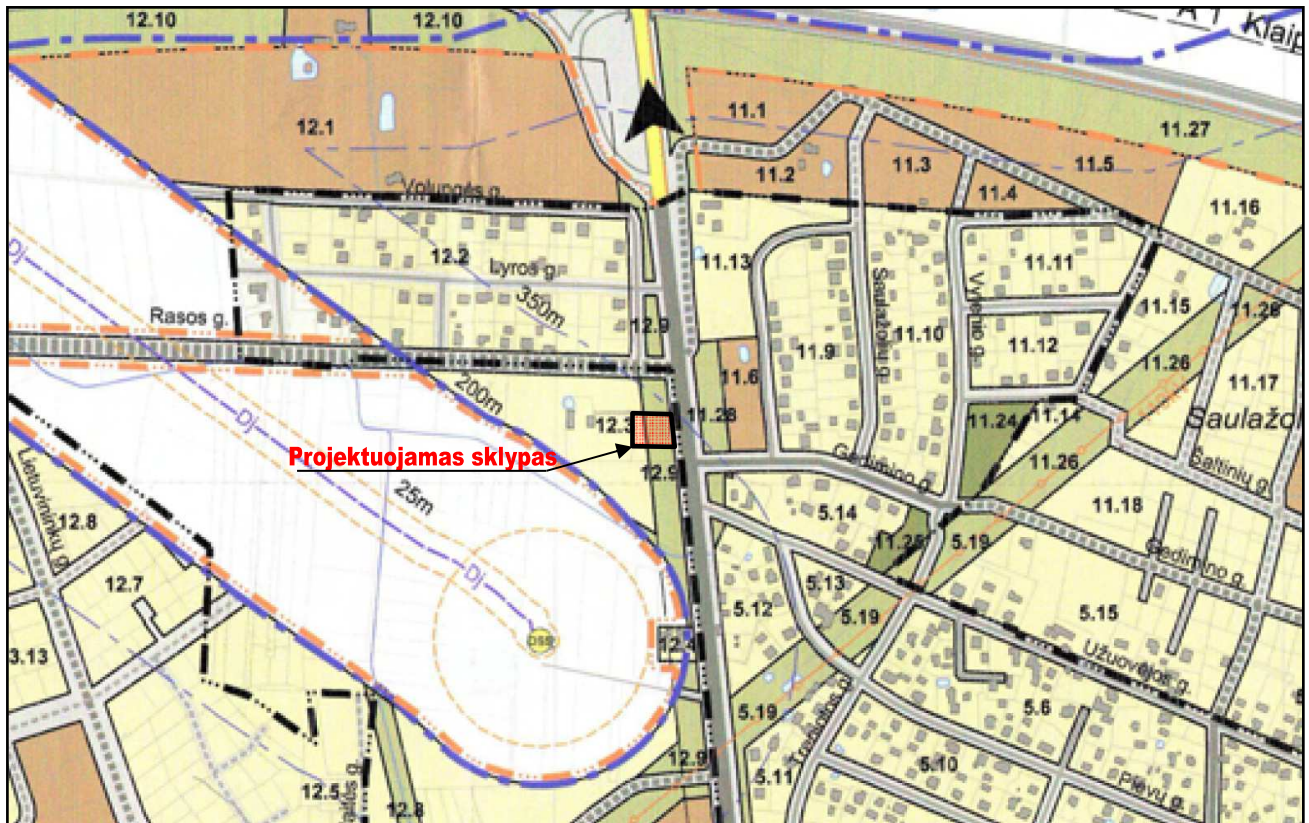 12.10
12.10
A 1 Klaip
12.1
11.1
11.27
11.2
11.3
11.5
11.4
Volungės g.
11.16
12.2
Lyros g.
11.13
11.11
350m
Rasos g.
12.9
Saulažolių g.
11.10
Vytenio g.
11.15
11.28
11.9
11.12
11.26
11.6
11.17
200m
12.3
11.28
11.24
11.14
Saulažol
Projektuojamas sklypas
12.9
Gedimino g.
11.26
Šaltinių g.
25m
Dj
Dj
Dj
Lietuvininkų g.
12.8
5.14
11.18
11.25
5.19
Gedimino g.
12.7
5.13
5.12
5.19
5.15
3.13
12.4
Užuovėjos g.
5.19
5.6
12.9
5.11
5.10
Pievų g.
12.5
12.8